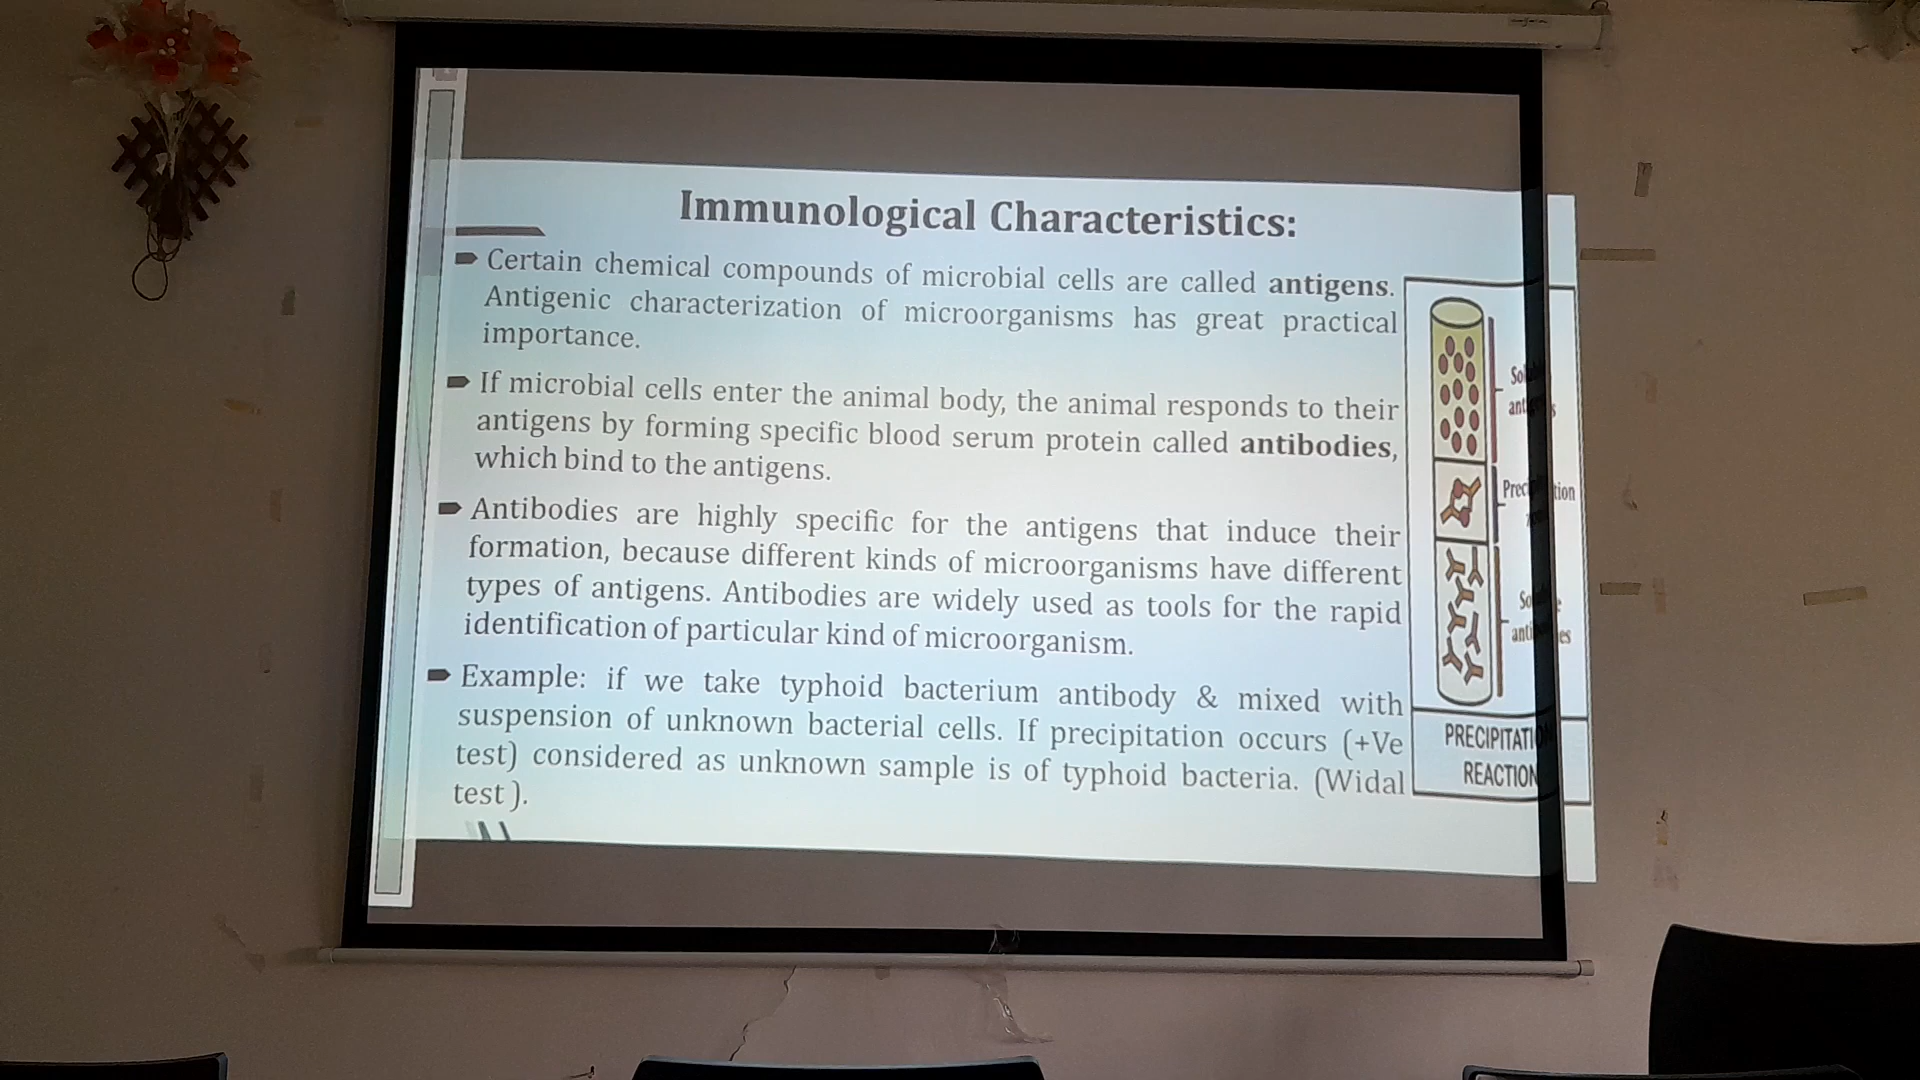 Immunological Characteristics:
Certain chemical compounds of microbial cells are called antigens.
Antigenic characterization of microorganisms has great practical
importance.
If microbial cells enter the animal body, the animal responds to their
antigens by forming specific blood serum protein called antibodies,
which bind to the antigens.
Antibodies are highly specific for the antigens that induce their
formation, because different kinds of microorganisms have different
types of antigens. Antibodies are widely used as tools for the rapid
identification of particular kind of microorganism.
Example: if we take typhoid bacterium antibody & mixed with
suspension of unknown bacterial cells. If precipitation occurs (+Ve
test) considered as unknown sample is of typhoid bacteria. (Widal
test ).
PRECIPITATION
REACTION